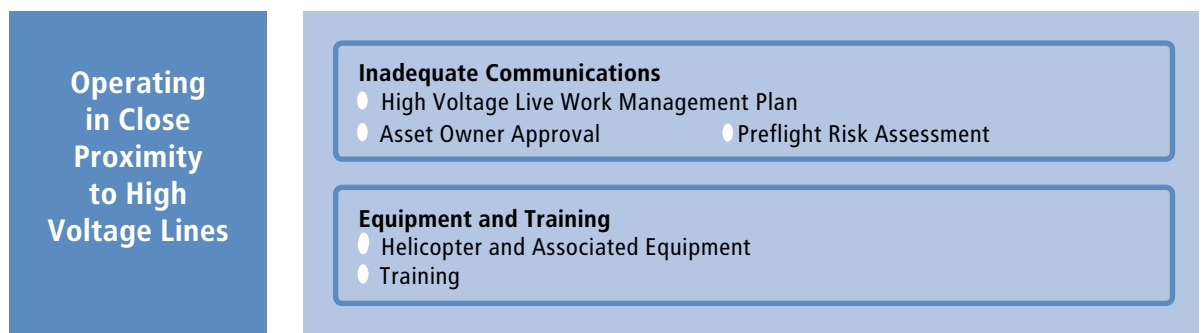 Operating
in Close
Proximity
to High
Voltage Lines
Inadequate Communications
High Voltage Live Work Management Plan
Asset Owner Approval Preflight Risk Assessment
Equipment and Training
Helicopter and Associated Equipment
Training